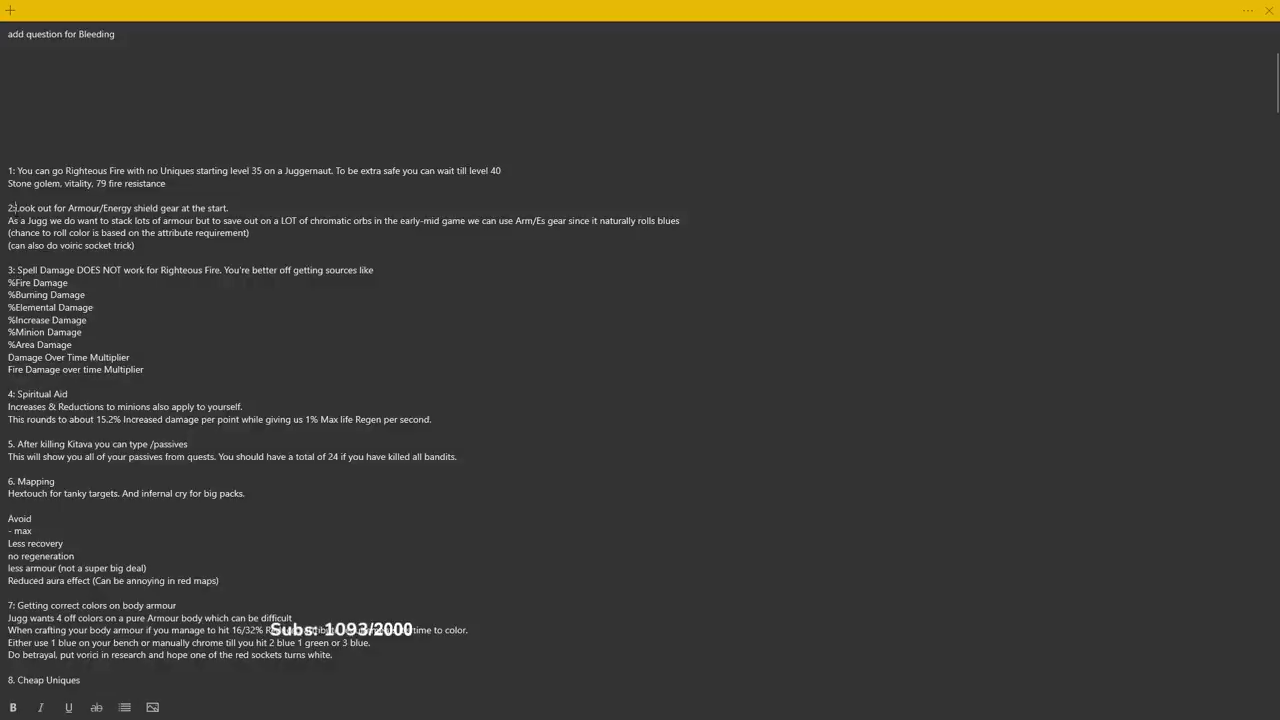 add question for Bleeding
1: You can go Righteous Fire with no Uniques starting level 35 on a Juggernaut. To be extra safe you can wait till level 40
Stone golem, vitality, 79 fire resistance
2: Look out for Armour/Energy shield gear at the start.
As a Jugg we do want to stack lots of armour but to save out on a LOT of chromatic orbs in the early-mid game we can use Arm/Es gear since it naturally rolls blues
(chance to roll color is based on the attribute requirement)
(can also do voiric socket trick)
3: Spell Damage DOES NOT work for Righteous Fire. You're better off getting sources like
%Fire Damage
%Burning Damage
%Elemental Damage
%Increase Damage
%Minion Damage
%Area Damage
Damage Over Time Multiplier
Fire Damage over time Multiplier
4: Spiritual Aid
Increases & Reductions to minions also apply to yourself.
This rounds to about 15.2% Increased damage per point while giving us 1% Max life Regen per second.
5. After killing Kitava you can type /passives
This will show you all of your passives from quests. You should have a total of 24 if you have killed all bandits.
6. Mapping
Hextouch for tanky targets. And infernal cry for big packs.
Avoid
- max
Less recovery
no regeneration
less armour (not a super big deal)
Reduced aura effect (Can be annoying in red maps)
7: Getting correct colors on body armour
Jugg wants 4 off colors on a pure Armour body which can be difficult
When crafting your body armour if you manage to hit 16/32% time to color.
Subs: 1093/2000
Either use 1 blue on your bench or manually chrome till you hit 2 blue 1 green or 3 blue.
Do betrayal, put vorici in research and hope one of the red sockets turns white.
8. Cheap Uniques
B I U ab